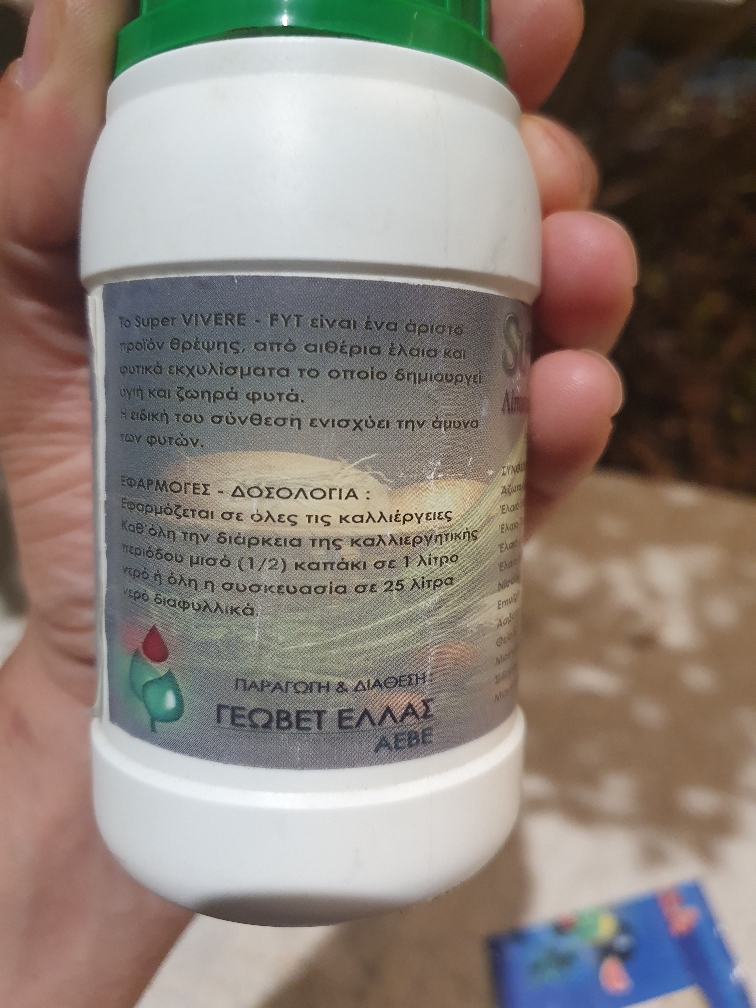 Το Super VIVERE - FYT είναι ένα άριστο
προϊόν θρέψης, από αιθέρια έλαια και
φυτικά εκχυλίσματα το οποίο δημιουργεί
υγιή και ζωηρά φυτά.
Η ειδική του σύνθεση ενισχύει την άμυνα
των φυτών.
ΕΦΑΡΜΟΓΕΣ - ΔΟΣΟΛΟΓΙΑ :
Εφαρμόζεται σε όλες τις καλλιέργειες
Καθ'όλη την διάρκεια της καλλιεργητικής
περιόδου μισό (1/2) καπάκι σε 1 λίτρο
νερό ή όλη η συσκευασία σε 25 λίτρα
νερό διαφυλλικά
ΠΑΡΑΓΩΓΗ & ΔΙΑΘΕΣΗ :
ΓΕΩΒΕΤ ΕΛΛΑΣ
ΑΕΒΕ